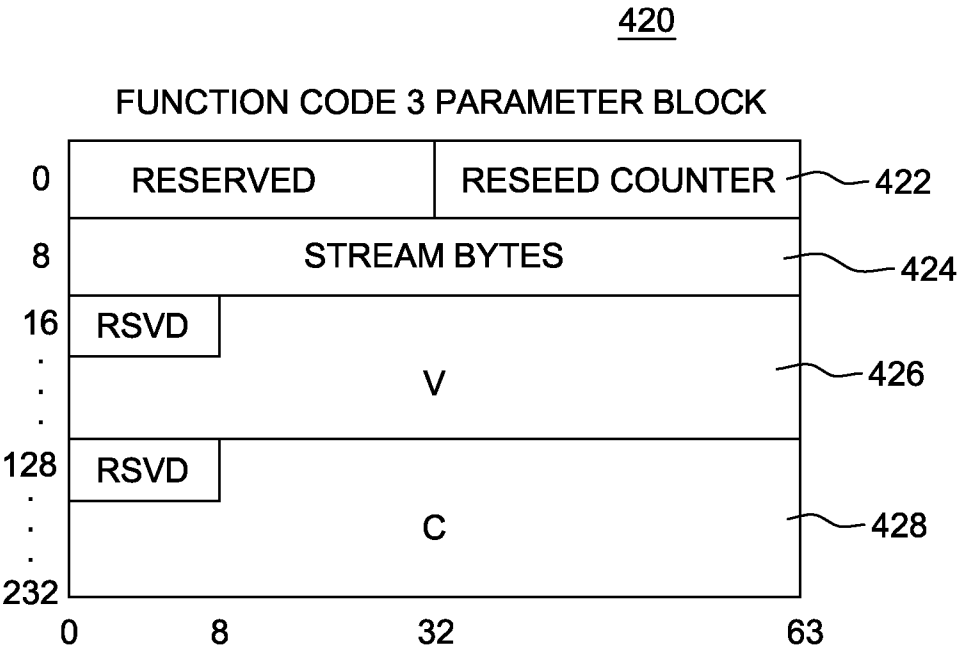 420
FUNCTION CODE 3 PARAMETER BLOCK
0 RESERVED RESEED COUNTER 422
8 STREAM BYTES 424
16 RSVD
.
. V 426
.
128 RSVD
.
. C 428
.
232
0 8 32 63